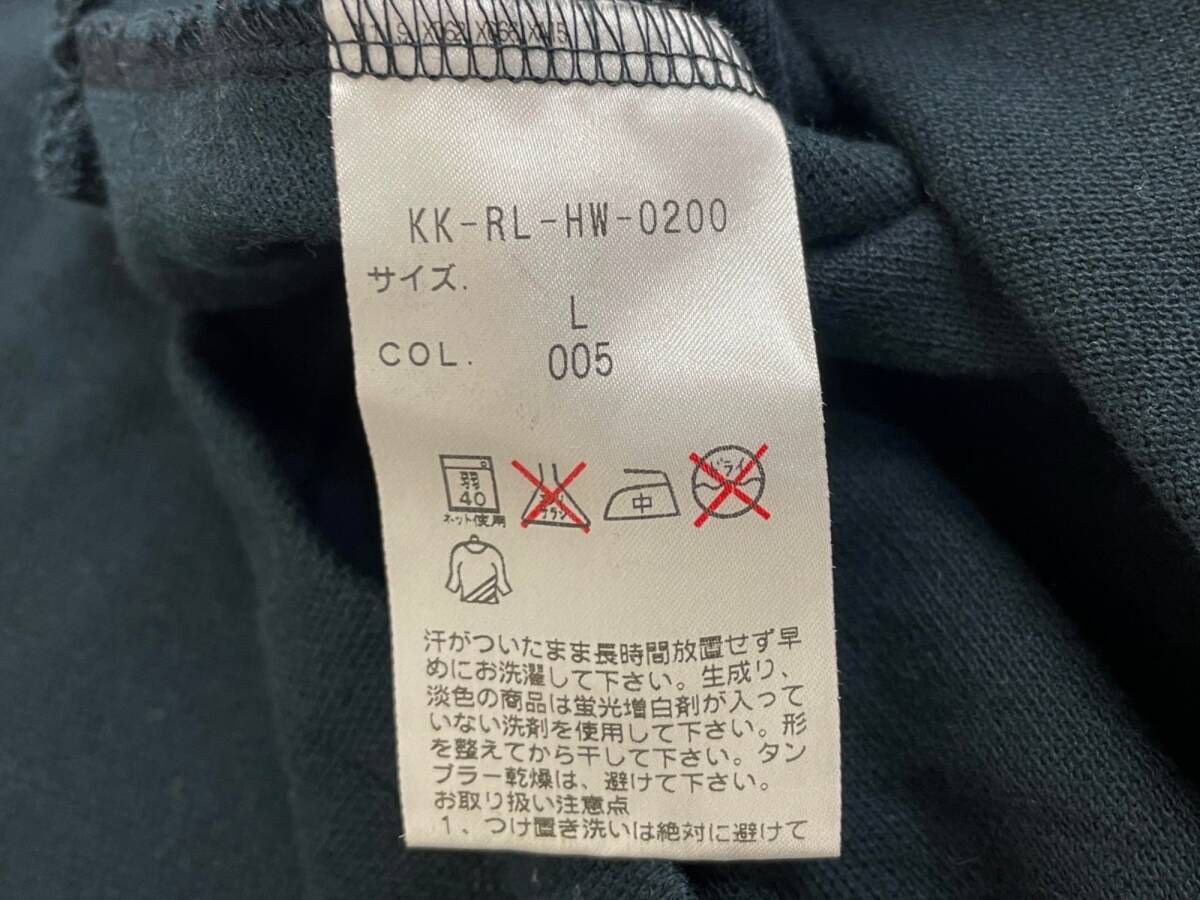 KK-RL-HW-0200
サイズ.
L
COL. 005
弱
40
ネット使用
中
ドライ
汗がついたまま長時間放置せず早
めにお洗濯して下さい。生成り、
淡色の商品は蛍光増白剤が入って
いない洗剤を使用して下さい。形
を整えてから干して下さい。タン
ブラー乾燥は、避けて下さい。
お取り扱い注意点
1、つけ置き洗いは絶対に避けて